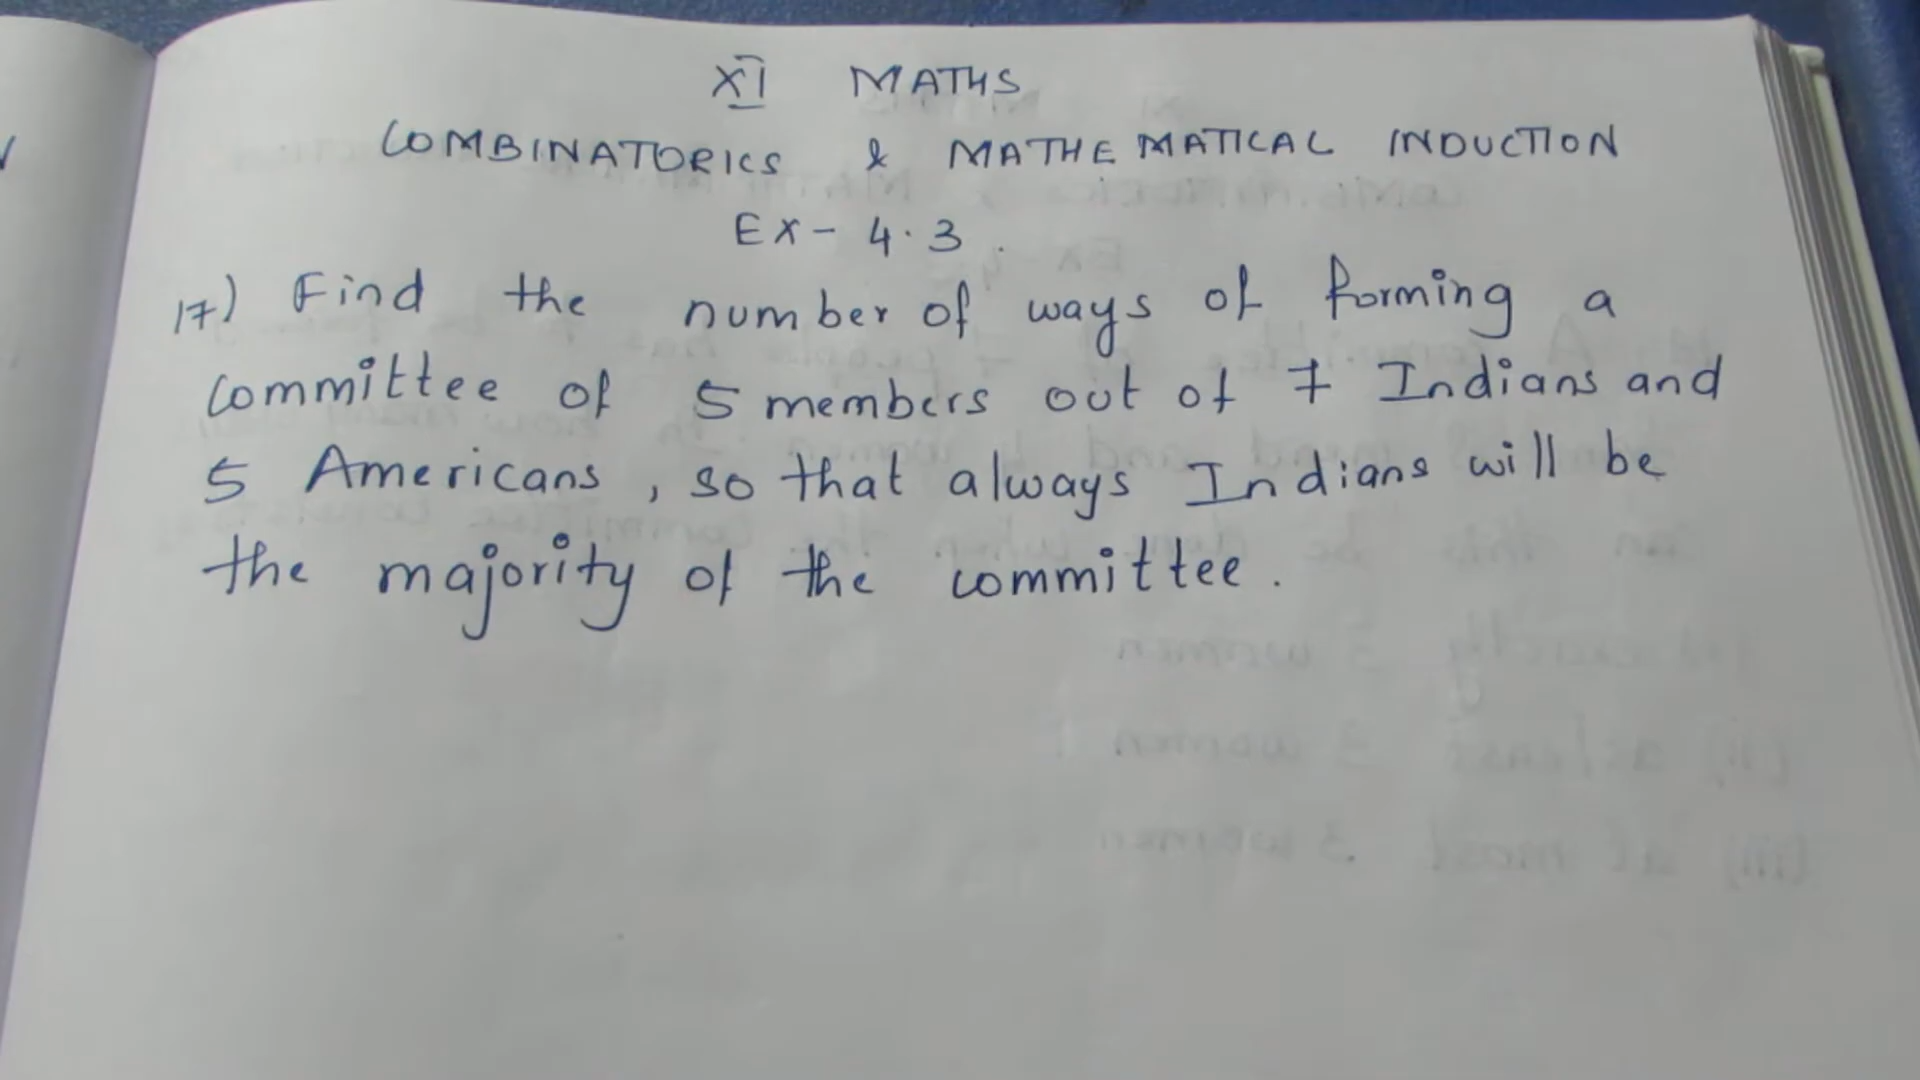 XI MATHS
COMBINATORICS & MATHEMATICAL INDUCTION
EX - 4.3.
17) Find the number of ways of forming a
committee of 5 members out of 7 Indians and
5 Americans, so that always Indians will be
the majority of the committee.